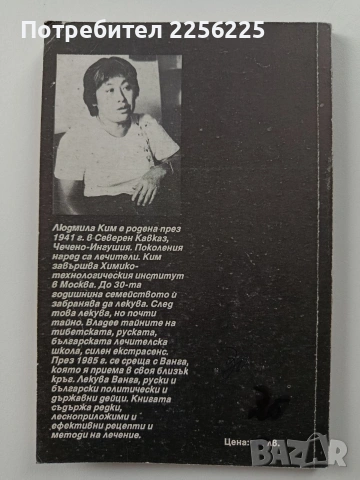 Потребител 2256225
Людмила Ким е родена през
1941 г. в Северен Кавказ,
Чечено-Ингушия. Поколения
наред са лечители. Ким
завършва Химико-
технологическия институт
в Москва. До 30-та
годишнина семейството ѝ
забранява да лекува. След
това лекува, но почти
тайно. Владее тайните на
тибетската, руската,
българската лечителска
школа, силен екстрасенс.
През 1985 г. се среща с Ванга,
която я приема в своя близък
кръг. Лекува Ванга, руски и
български политически и
държавни дейци. Книгата
съдържа редки,
лесноприложими и
ефективни рецепти и
методи на лечение.
Цена: лв.
BAZAR